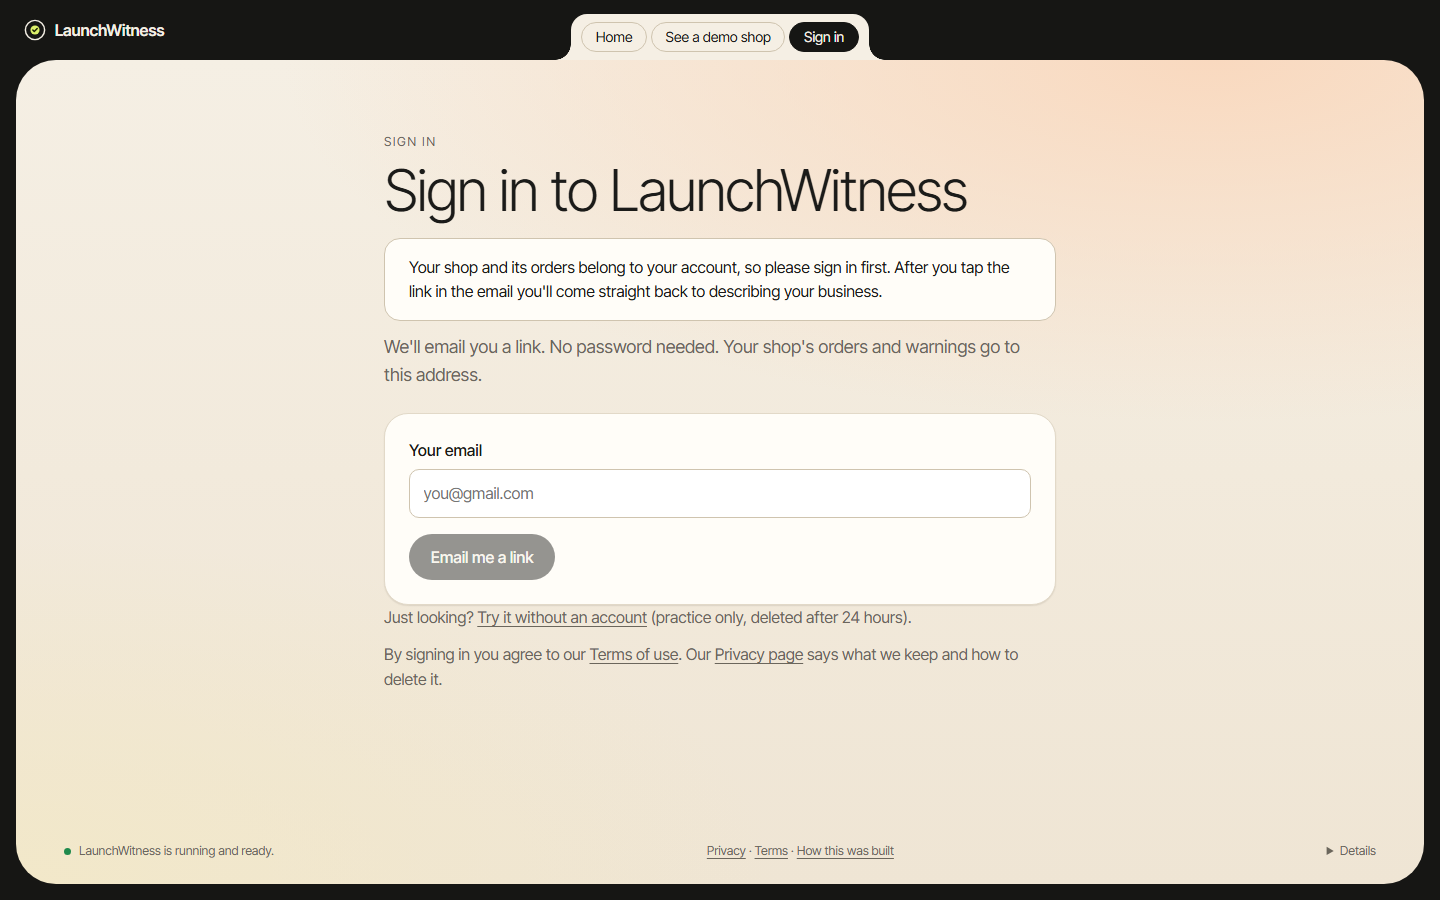 LaunchWitness
Home
See a demo shop
Sign in
SIGN IN
Sign in to LaunchWitness
Your shop and its orders belong to your account, so please sign in first. After you tap the
link in the email you'll come straight back to describing your business.
We'll email you a link. No password needed. Your shop's orders and warnings go to
this address.
Your email
you@gmail.com
Email me a link
Just looking? Try it without an account (practice only, deleted after 24 hours).
By signing in you agree to our Terms of use. Our Privacy page says what we keep and how to
delete it.
LaunchWitness is running and ready.
Privacy · Terms · How this was built
Details